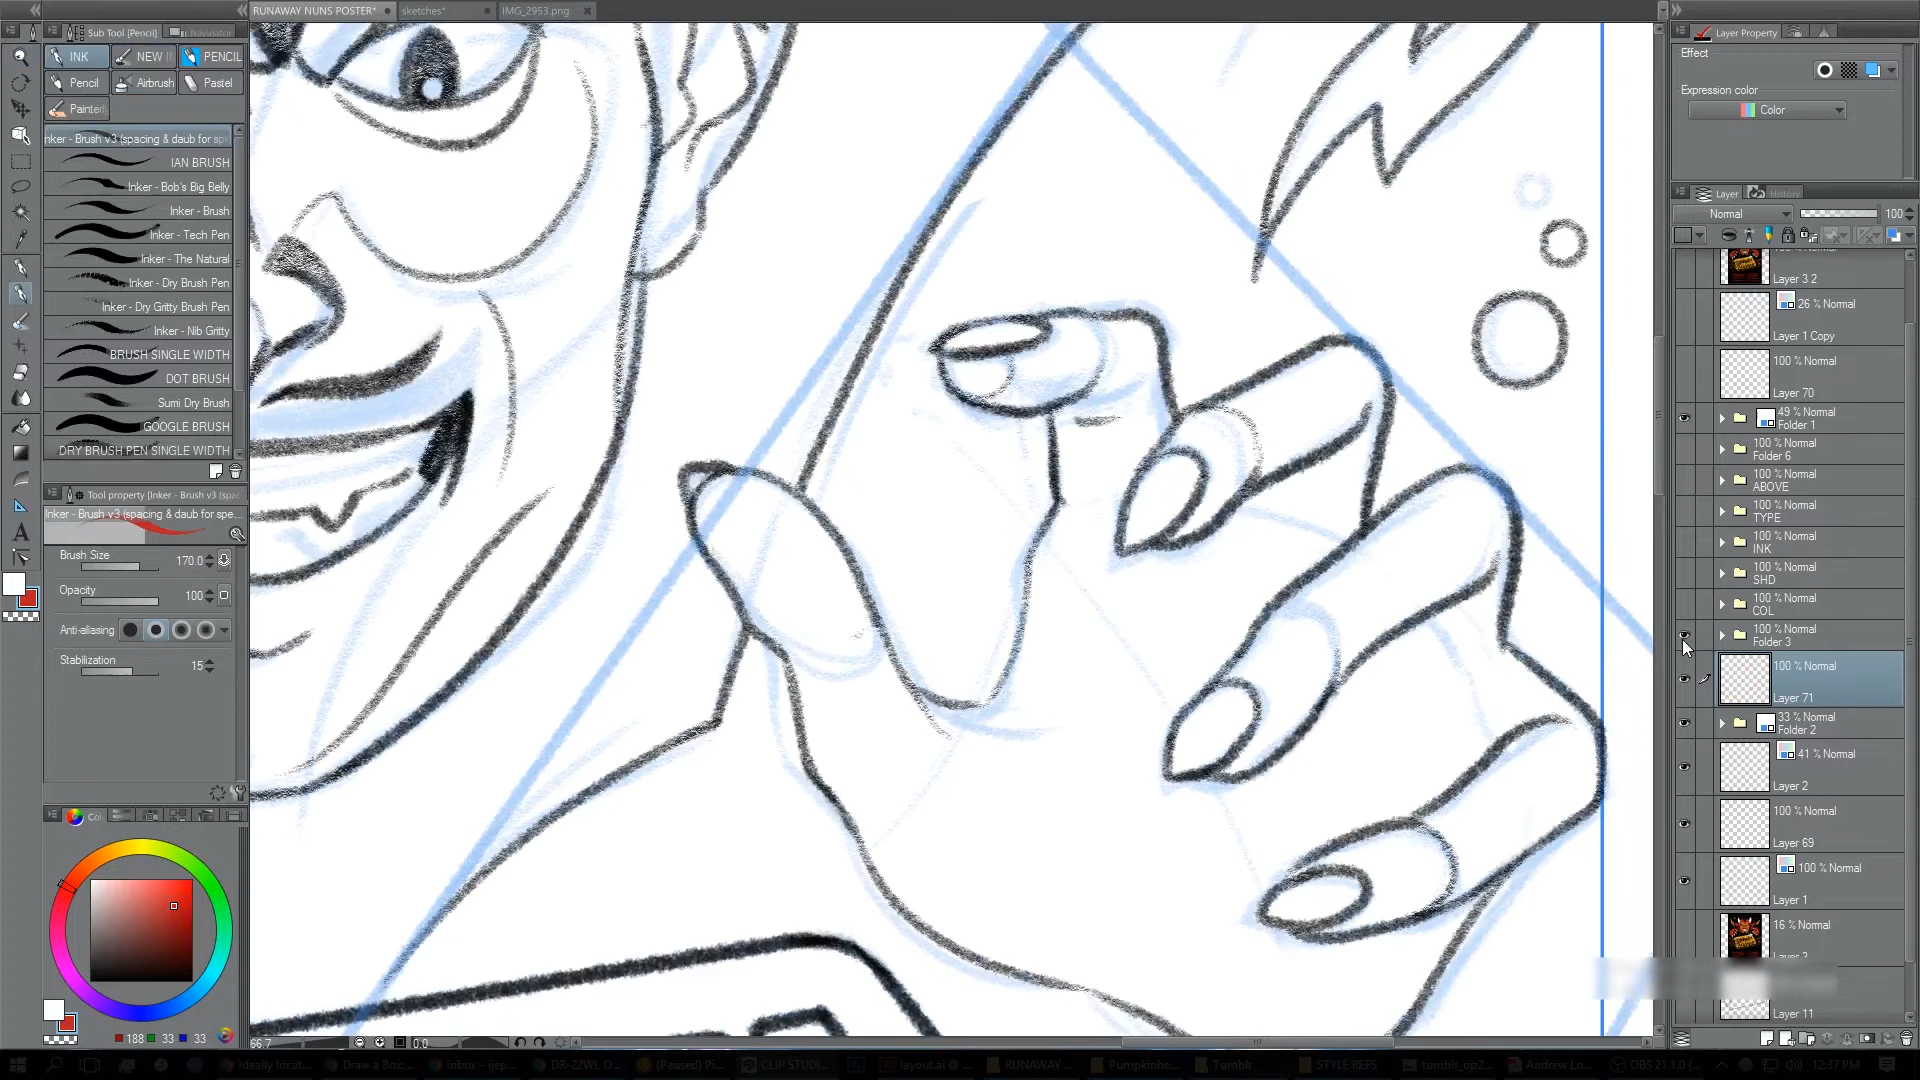 RUNAWAY NUNS POSTER*
sketches*
IMG_2953.png
Sub Tool [Pencil]
Navigator
INK
NEW
PENCIL
Pencil
Airbrush
Pastel
Painter
nker - Brush v3 (spacing & daub for sp
IAN BRUSH
Inker - Bob's Big Belly
Inker - Brush
Inker - Tech Pen
Inker - The Natural
Inker - Dry Brush Pen
Inker - Dry Gritty Brush Pen
Inker - Nib Gritty
BRUSH SINGLE WIDTH
DOT BRUSH
Sumi Dry Brush
GOOGLE BRUSH
DRY BRUSH PEN SINGLE WIDTH
Tool property [Inker - Brush v3 (spac
Inker - Brush v3 (spacing & daub for spe...
Brush Size
170.0
Opacity
100
Anti-aliasing
Stabilization
15
Co
188
33
33
66.7
0.0
Layer Property
Effect
Expression color
Color
Layer
History
Normal
100
Layer 3 2
26 % Normal
Layer 1 Copy
100 % Normal
Layer 70
49 % Normal
Folder 1
100 % Normal
Folder 6
100 % Normal
ABOVE
100 % Normal
TYPE
100 % Normal
INK
100 % Normal
SHD
100 % Normal
COL
100 % Normal
Folder 3
100 % Normal
Layer 71
33 % Normal
Folder 2
41 % Normal
Layer 2
100 % Normal
Layer 69
100 % Normal
Layer 1
16 % Normal
Layer 3
Layer 11
Ideally locat...
Draw a Boic...
Inbox - ijep...
DR-22WL O...
(Paused) Pi...
CLIP STUDI...
layout.ai @ ...
RUNAWAY ...
Pumpkinhe...
Tumblr
STYLE REFS
tumblr_ojz2...
Andrew Lo...
OBS 21.1.0 (...
12:37 PM